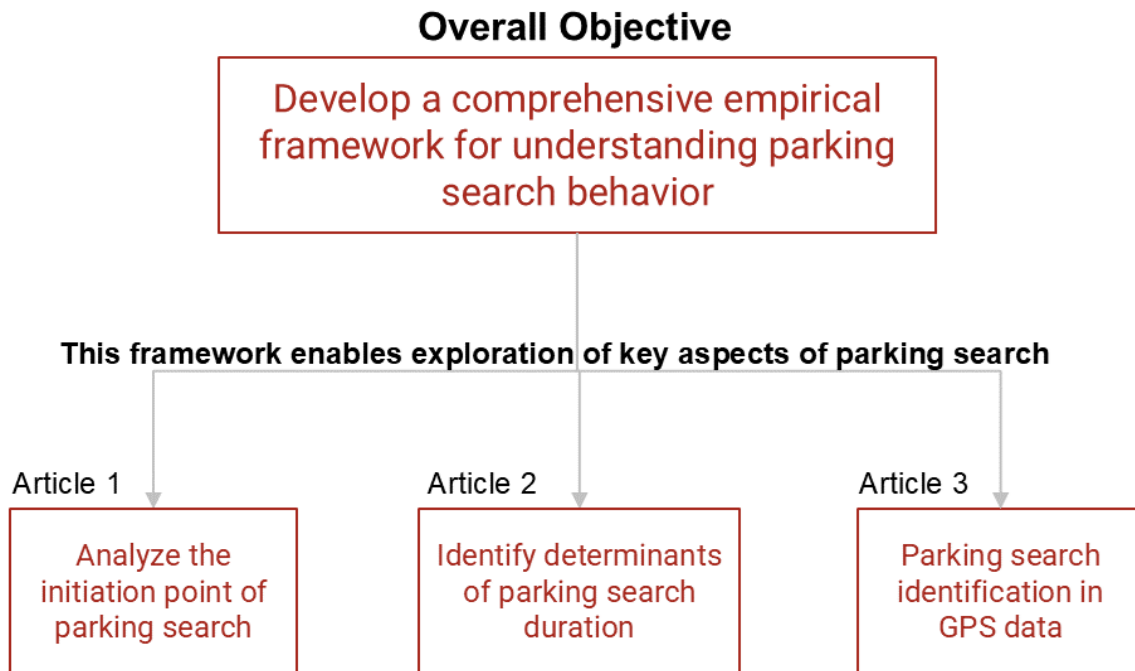 Overall Objective
Develop a comprehensive empirical
framework for understanding parking
search behavior
This framework enables exploration of key aspects of parking search
Article 1
Analyze the
initiation point of
parking search
Article 2
Identify determinants
of parking search
duration
Article 3
Parking search
identification in
GPS data